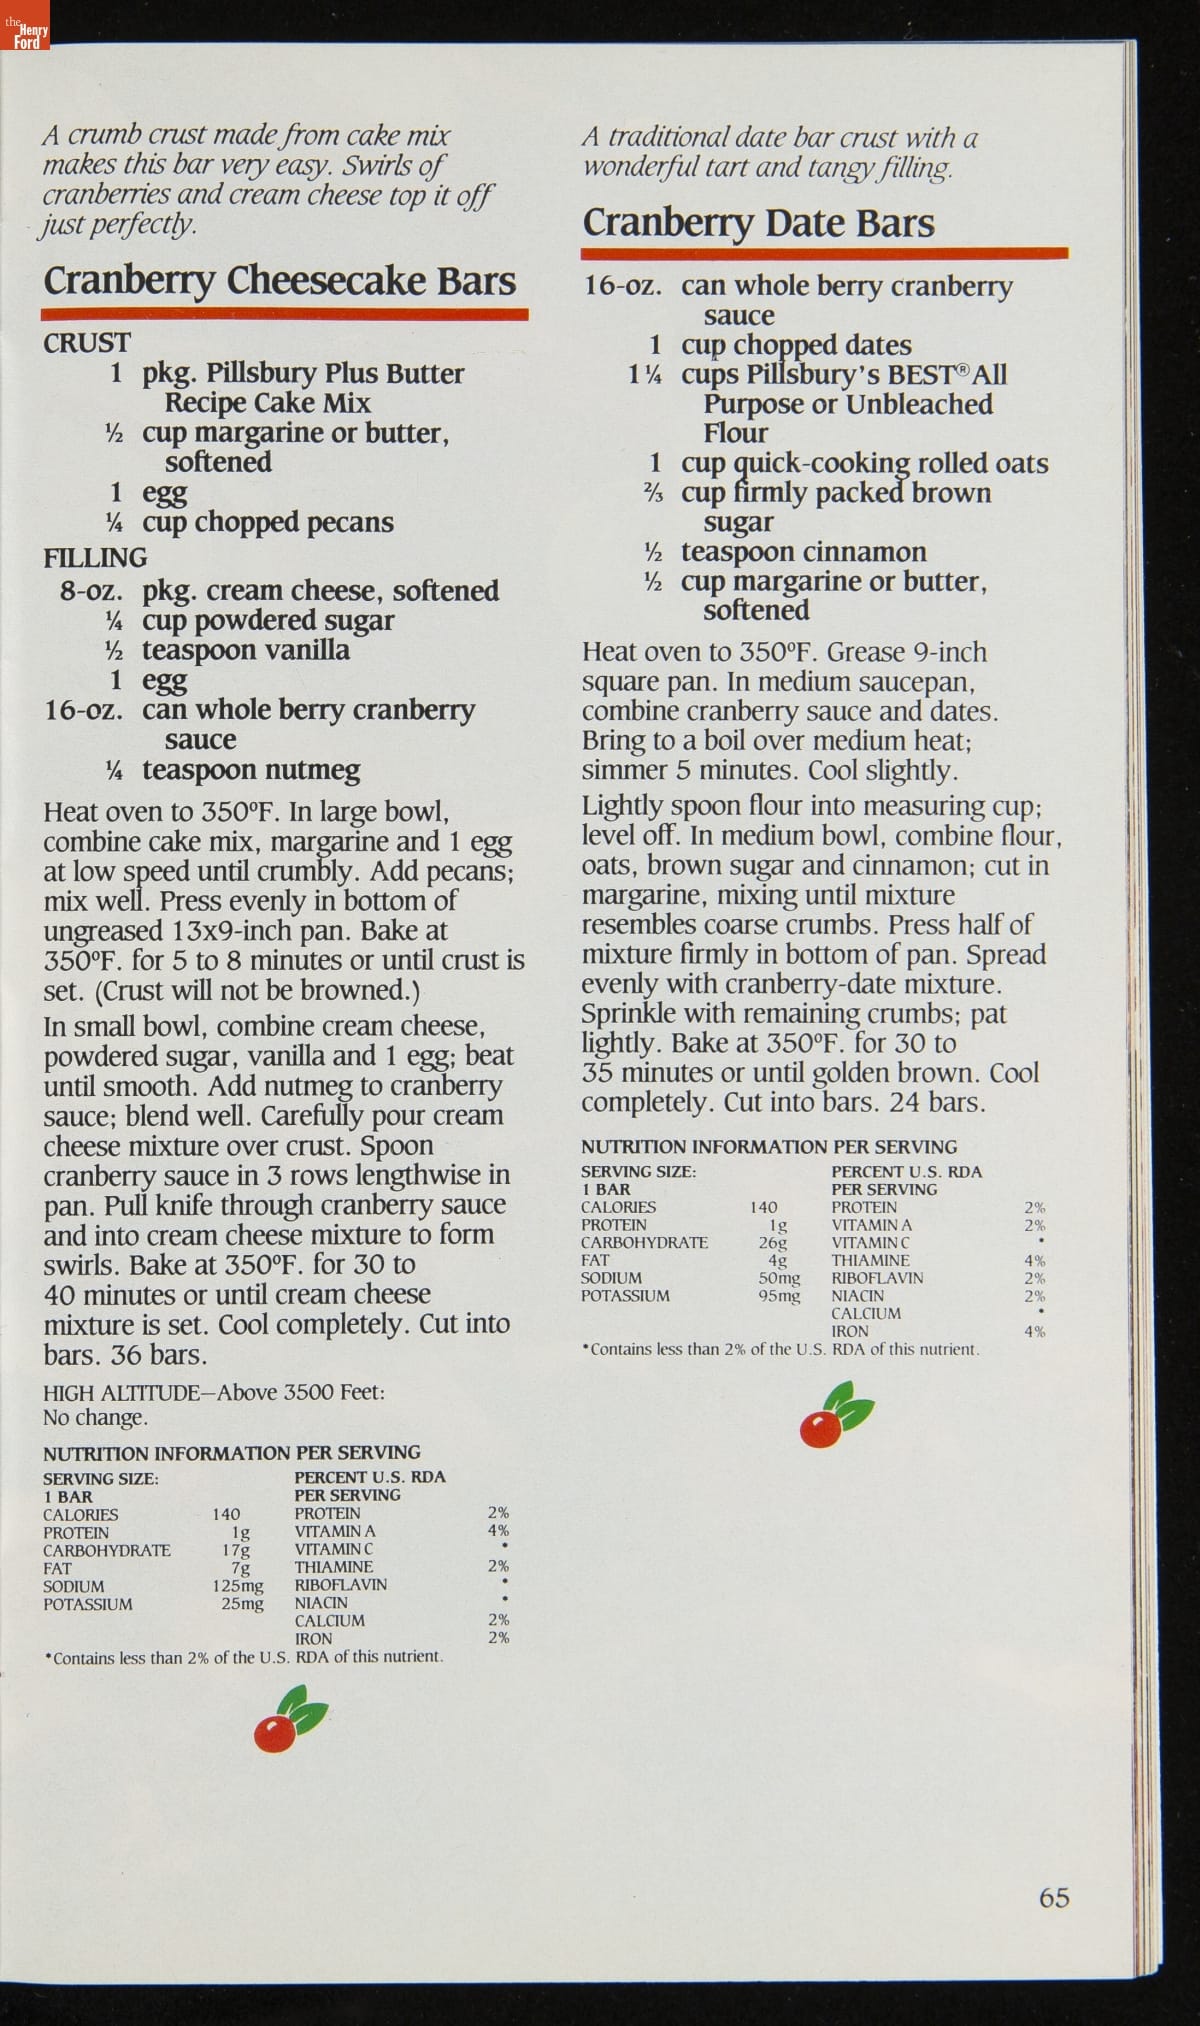 the
Henry
Ford
A crumb crust made from cake mix
makes this bar very easy. Swirls of
cranberries and cream cheese top it off
just perfectly.
Cranberry Cheesecake Bars
CRUST
1 pkg. Pillsbury Plus Butter
Recipe Cake Mix
½ cup margarine or butter,
softened
1 egg
¼ cup chopped pecans
FILLING
8-oz. pkg. cream cheese, softened
¼ cup powdered sugar
½ teaspoon vanilla
1 egg
16-oz. can whole berry cranberry
sauce
¼ teaspoon nutmeg
Heat oven to 350ºF. In large bowl,
combine cake mix, margarine and 1 egg
at low speed until crumbly. Add pecans;
mix well. Press evenly in bottom of
ungreased 13x9-inch pan. Bake at
350ºF. for 5 to 8 minutes or until crust is
set. (Crust will not be browned.)
In small bowl, combine cream cheese,
powdered sugar, vanilla and 1 egg; beat
until smooth. Add nutmeg to cranberry
sauce; blend well. Carefully pour cream
cheese mixture over crust. Spoon
cranberry sauce in 3 rows lengthwise in
pan. Pull knife through cranberry sauce
and into cream cheese mixture to form
swirls. Bake at 350ºF. for 30 to
40 minutes or until cream cheese
mixture is set. Cool completely. Cut into
bars. 36 bars.
HIGH ALTITUDE—Above 3500 Feet:
No change.
NUTRITION INFORMATION PER SERVING
SERVING SIZE: PERCENT U.S. RDA
1 BAR PER SERVING
CALORIES 140 PROTEIN 2%
PROTEIN 1g VITAMIN A 4%
CARBOHYDRATE 17g VITAMIN C *
FAT 7g THIAMINE 2%
SODIUM 125mg RIBOFLAVIN *
POTASSIUM 25mg NIACIN *
CALCIUM 2%
IRON 2%
*Contains less than 2% of the U.S. RDA of this nutrient.
A traditional date bar crust with a
wonderful tart and tangy filling.
Cranberry Date Bars
16-oz. can whole berry cranberry
sauce
1 cup chopped dates
1¼ cups Pillsbury's BEST® All
Purpose or Unbleached
Flour
1 cup quick-cooking rolled oats
⅔ cup firmly packed brown
sugar
½ teaspoon cinnamon
½ cup margarine or butter,
softened
Heat oven to 350ºF. Grease 9-inch
square pan. In medium saucepan,
combine cranberry sauce and dates.
Bring to a boil over medium heat;
simmer 5 minutes. Cool slightly.
Lightly spoon flour into measuring cup;
level off. In medium bowl, combine flour,
oats, brown sugar and cinnamon; cut in
margarine, mixing until mixture
resembles coarse crumbs. Press half of
mixture firmly in bottom of pan. Spread
evenly with cranberry-date mixture.
Sprinkle with remaining crumbs; pat
lightly. Bake at 350ºF. for 30 to
35 minutes or until golden brown. Cool
completely. Cut into bars. 24 bars.
NUTRITION INFORMATION PER SERVING
SERVING SIZE: PERCENT U.S. RDA
1 BAR PER SERVING
CALORIES 140 PROTEIN 2%
PROTEIN 1g VITAMIN A 2%
CARBOHYDRATE 26g VITAMIN C *
FAT 4g THIAMINE 4%
SODIUM 50mg RIBOFLAVIN 2%
POTASSIUM 95mg NIACIN 2%
CALCIUM *
IRON 4%
*Contains less than 2% of the U.S. RDA of this nutrient.
65